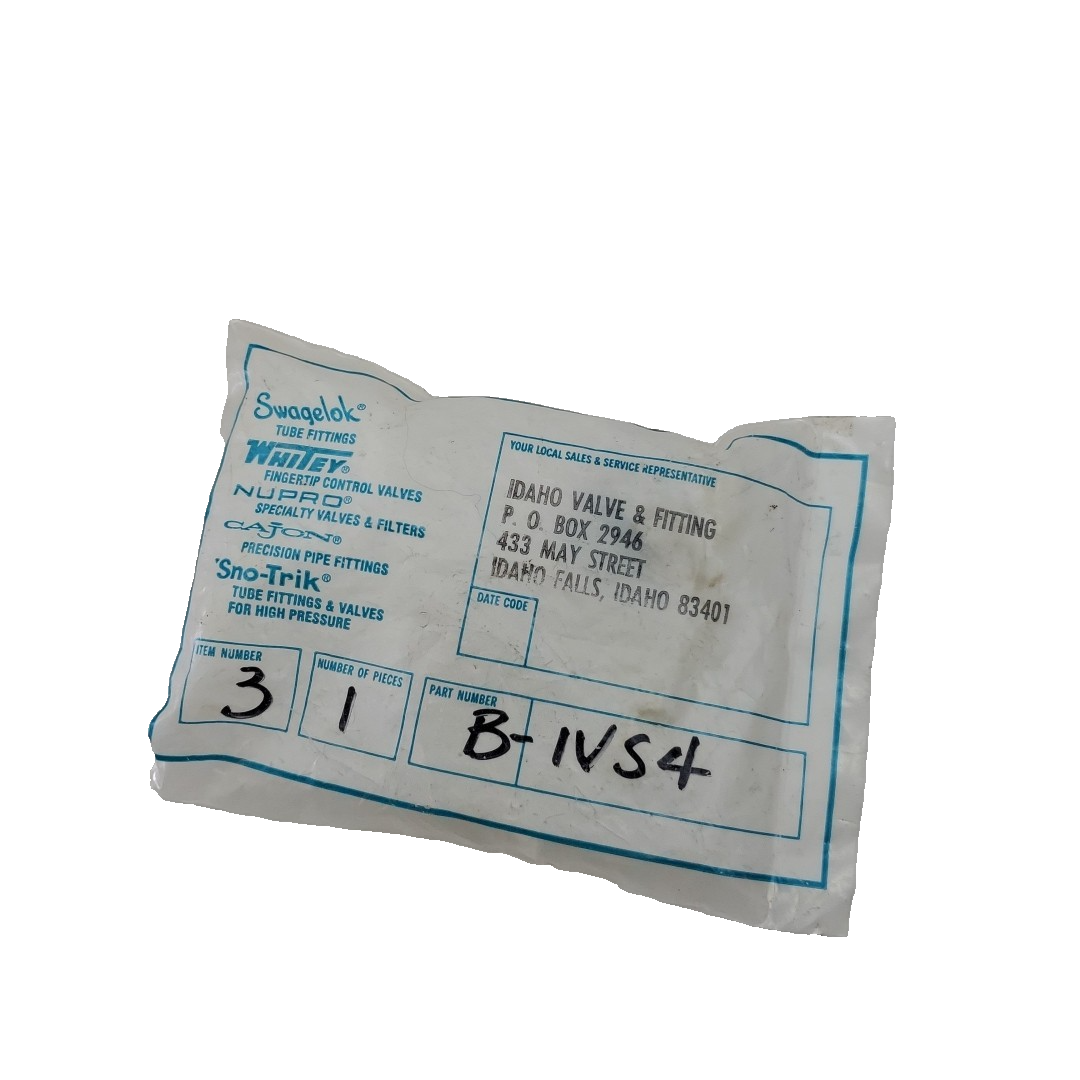 Swagelok®
TUBE FITTINGS
WHITEY®
FINGERTIP CONTROL VALVES
NUPRO®
SPECIALTY VALVES & FILTERS
CAJON®
PRECISION PIPE FITTINGS
Sno-Trik®
TUBE FITTINGS & VALVES
FOR HIGH PRESSURE
YOUR LOCAL SALES & SERVICE REPRESENTATIVE
IDAHO VALVE & FITTING
P. O. BOX 2946
433 MAY STREET
IDAHO FALLS, IDAHO 83401
DATE CODE
ITEM NUMBER
3
NUMBER OF PIECES
1
PART NUMBER
B-1VS4